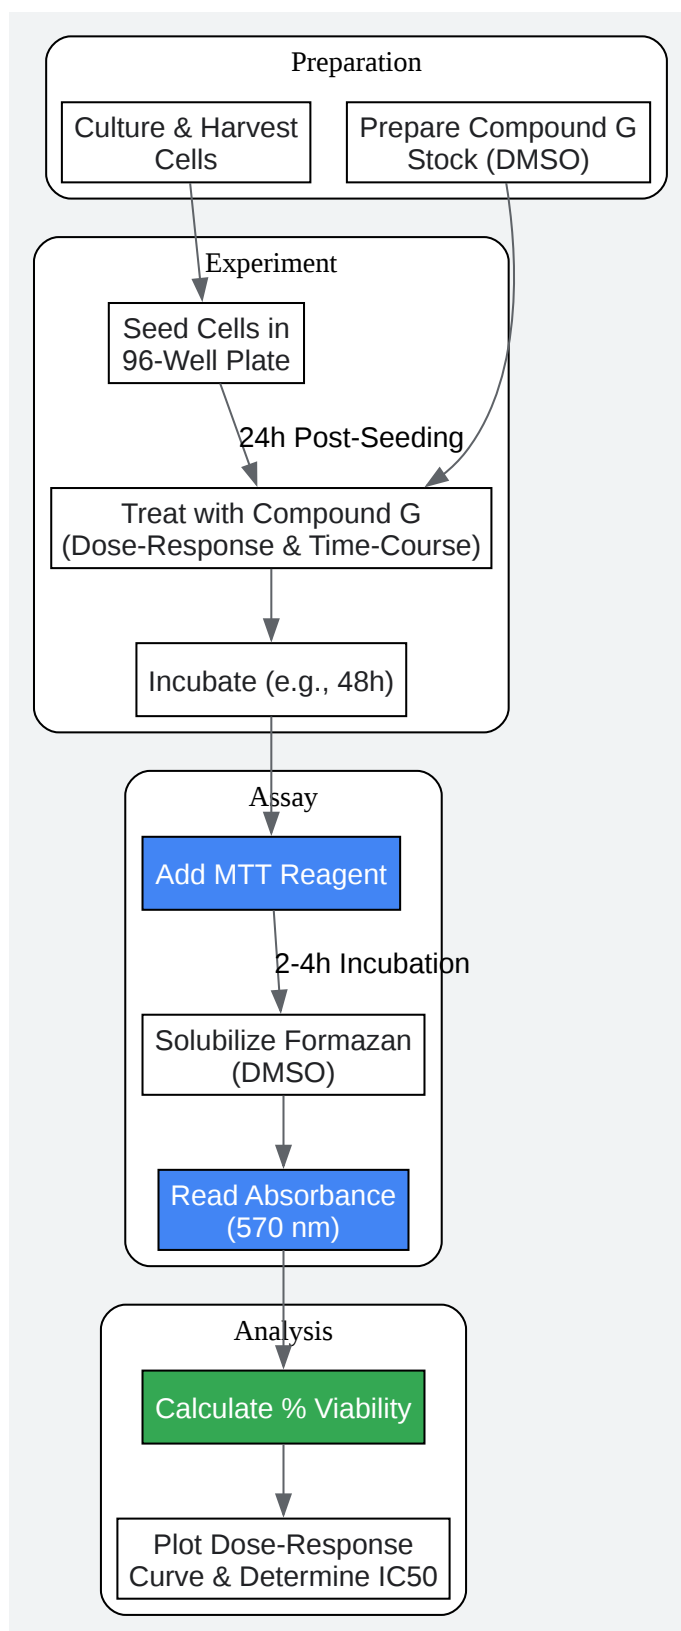 Preparation
Culture & Harvest
Cells
Prepare Compound G
Stock (DMSO)
Experiment
Seed Cells in
96-Well Plate
24h Post-Seeding
Treat with Compound G
(Dose-Response & Time-Course)
Incubate (e.g., 48h)
Assay
Add MTT Reagent
2-4h Incubation
Solubilize Formazan
(DMSO)
Read Absorbance
(570 nm)
Analysis
Calculate % Viability
Plot Dose-Response
Curve & Determine IC50